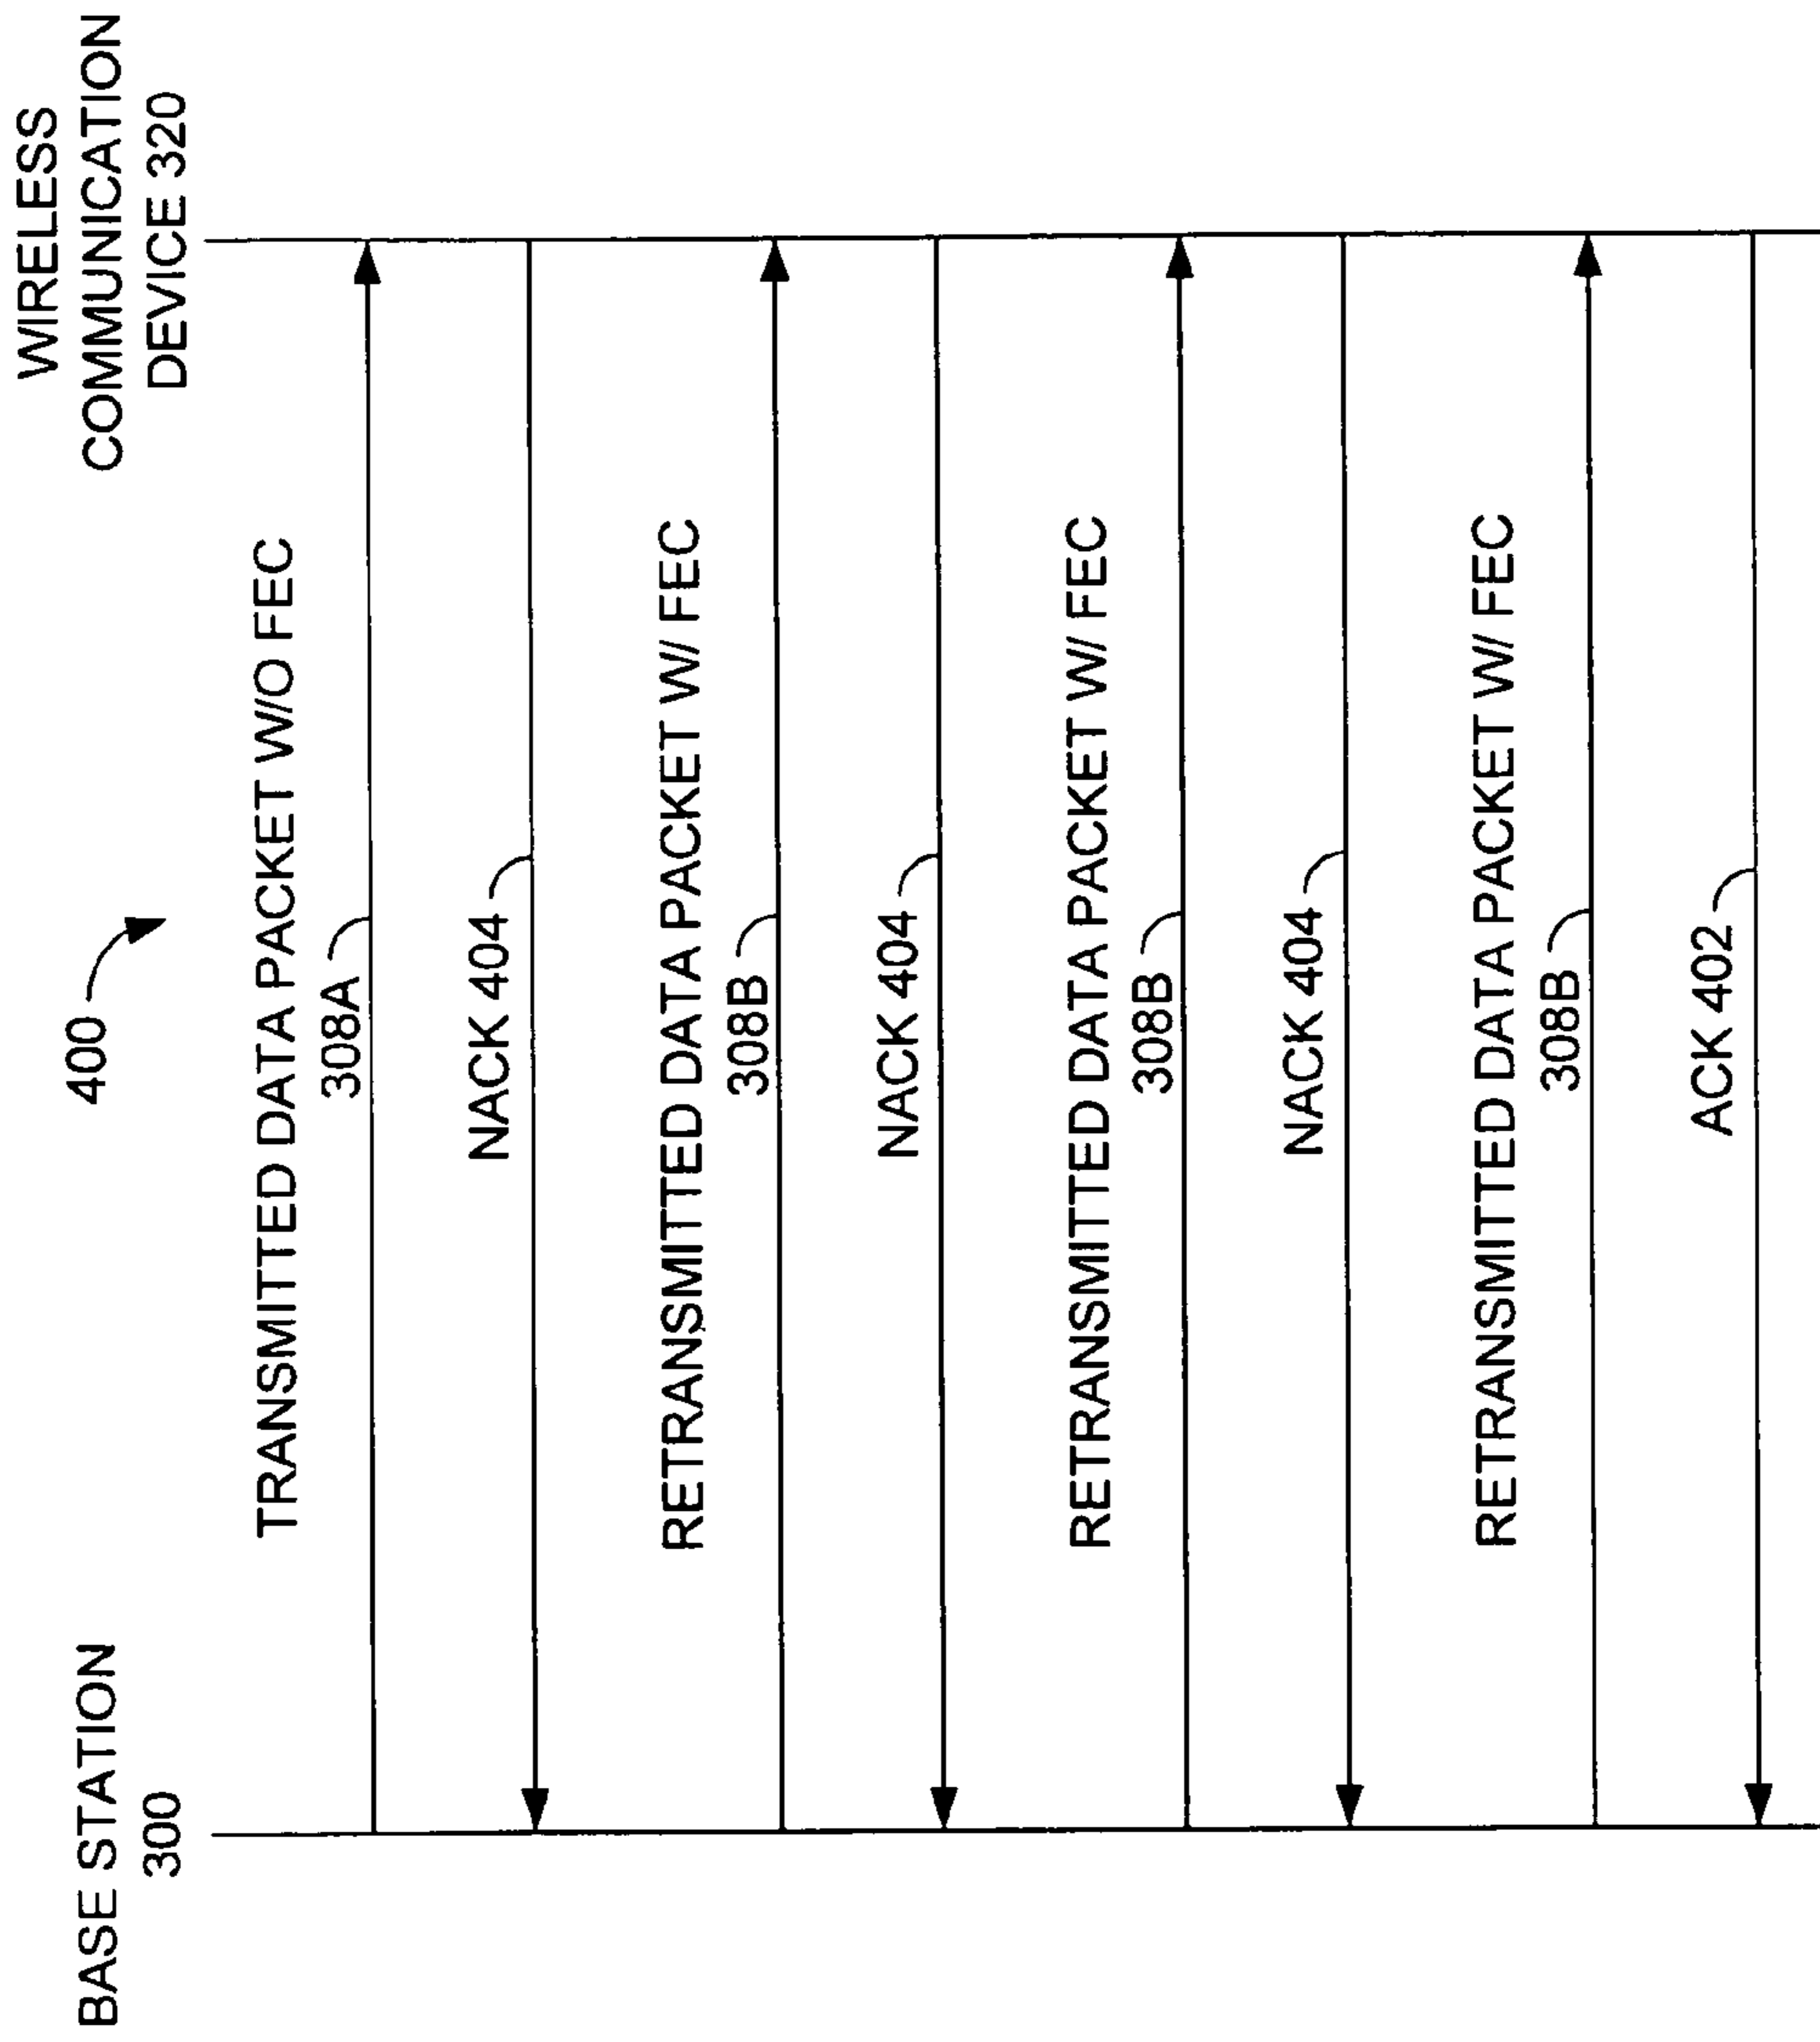 400
BASE STATION
300
WIRELESS
COMMUNICATION
DEVICE 320
TRANSMITTED DATA PACKET W/O FEC
308A
NACK 404
RETRANSMITTED DATA PACKET W/ FEC
308B
NACK 404
RETRANSMITTED DATA PACKET W/ FEC
308B
NACK 404
RETRANSMITTED DATA PACKET W/ FEC
308B
ACK 402